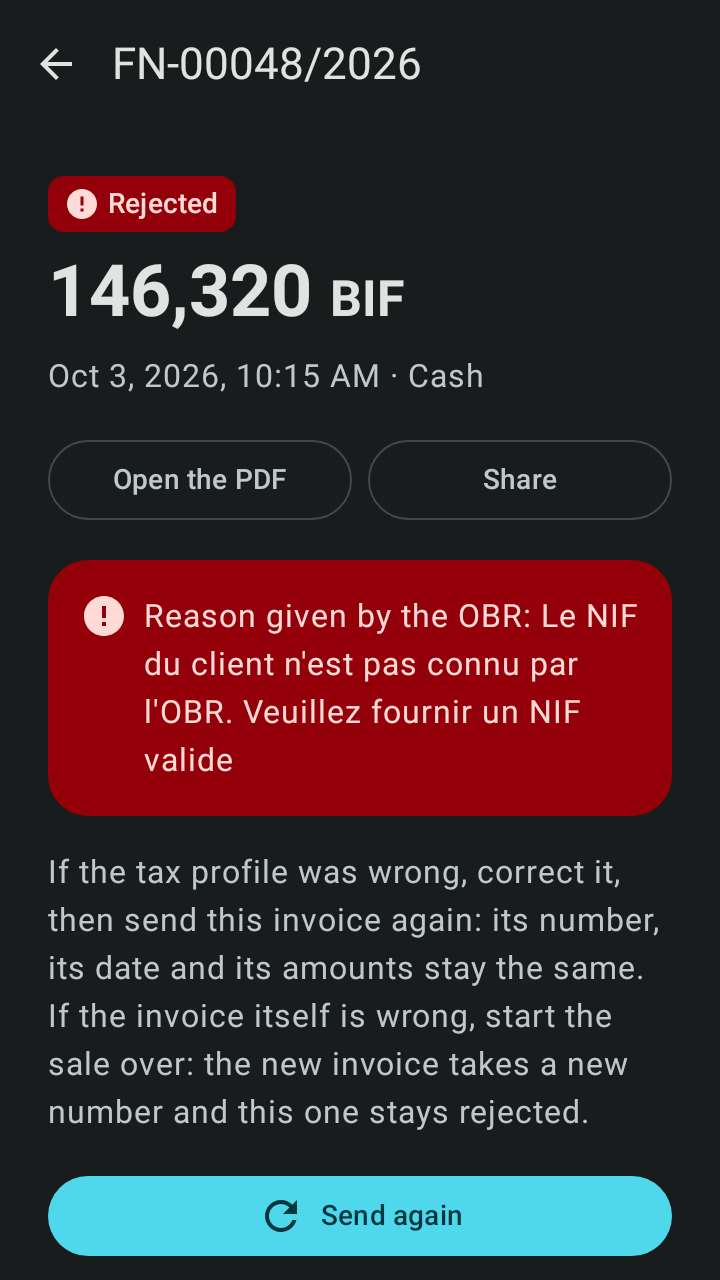 FN-00048/2026
Rejected
146,320 BIF
Oct 3, 2026, 10:15 AM · Cash
Open the PDF
Share
Reason given by the OBR: Le NIF
du client n'est pas connu par
l'OBR. Veuillez fournir un NIF
valide
If the tax profile was wrong, correct it,
then send this invoice again: its number,
its date and its amounts stay the same.
If the invoice itself is wrong, start the
sale over: the new invoice takes a new
number and this one stays rejected.
Send again